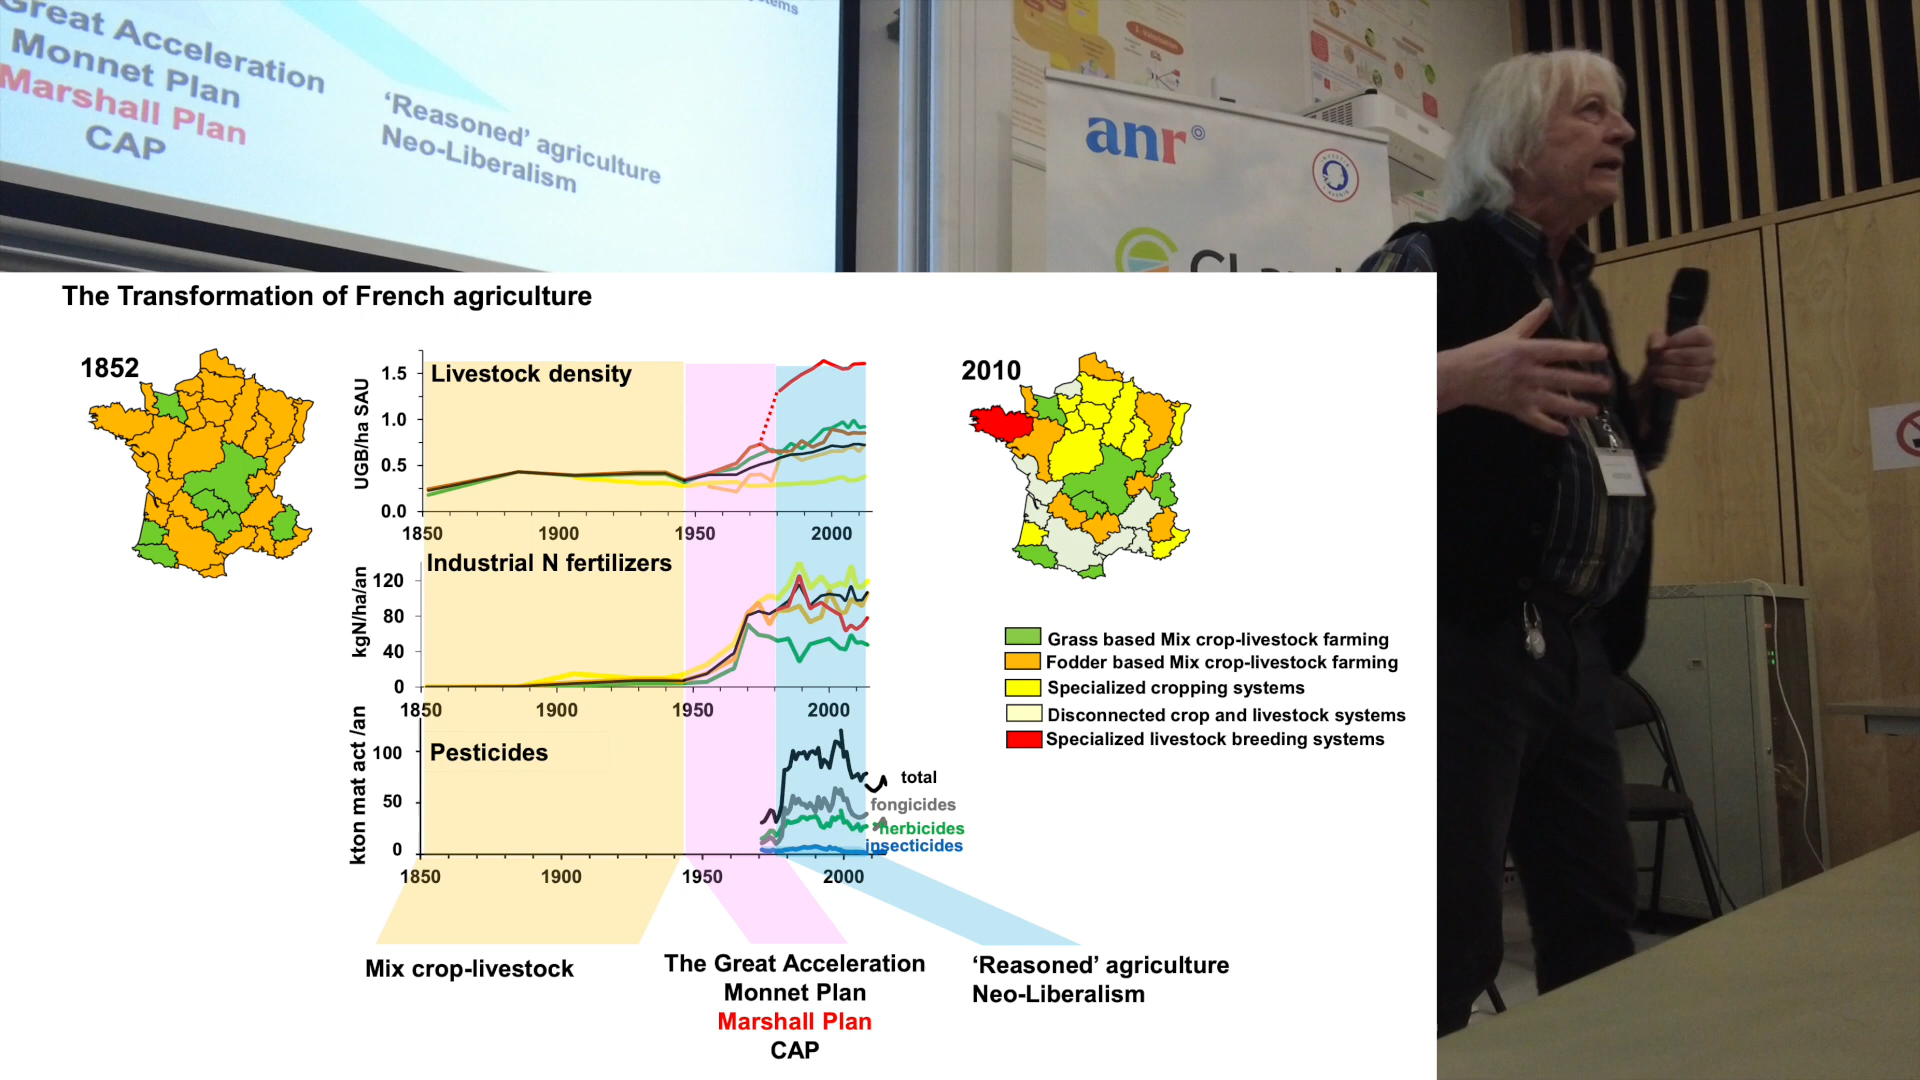 Great Acceleration
Monnet Plan
Marshall Plan
CAP
‘Reasoned’ agriculture
Neo-Liberalism
anr
The Transformation of French agriculture
1852
UGB/ha SAU
Livestock density
1.5
1.0
0.5
0.0
1850 1900 1950 2000
kgN/ha/an
Industrial N fertilizers
120
80
40
0
1850 1900 1950 2000
kton mat act /an
Pesticides
100
50
0
total
fongicides
herbicides
insecticides
1850 1900 1950 2000
2010
Grass based Mix crop-livestock farming
Fodder based Mix crop-livestock farming
Specialized cropping systems
Disconnected crop and livestock systems
Specialized livestock breeding systems
Mix crop-livestock
The Great Acceleration
Monnet Plan
Marshall Plan
CAP
‘Reasoned’ agriculture
Neo-Liberalism